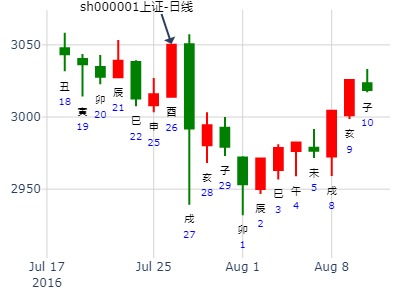 sh000001上证-日线
3050
3000
2950
丑
18
寅
19
卯
20
辰
21
巳
22
申
25
酉
26
戌
27
亥
28
子
29
卯
1
辰
2
巳
3
午
4
未
5
戌
8
亥
9
子
10
Jul 17
2016
Jul 25
Aug 1
Aug 8